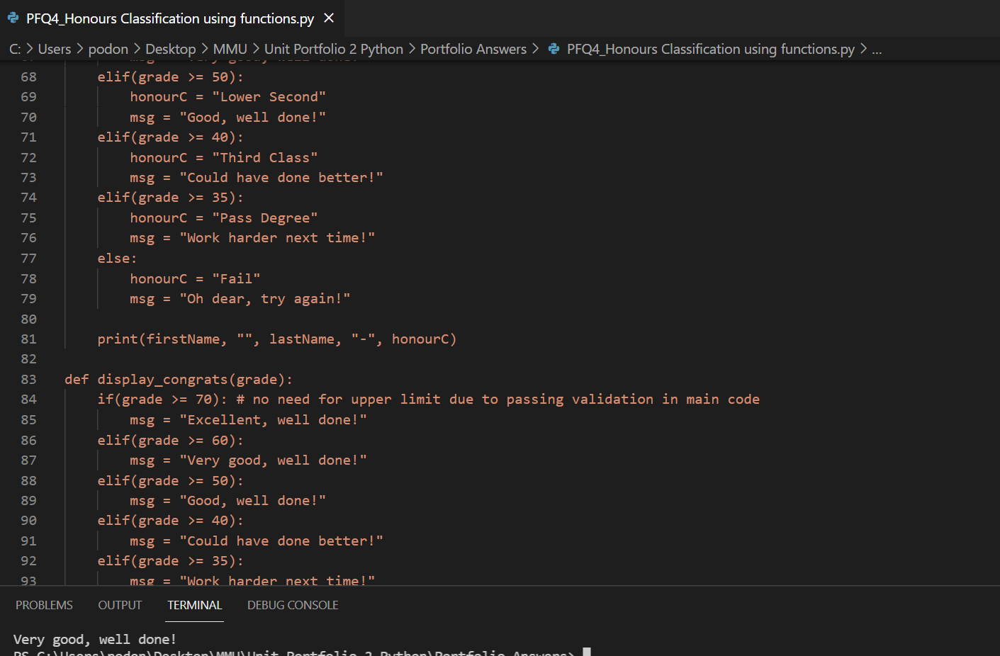 PFQ4_Honours Classification using functions.py ×
C: > Users > podon > Desktop > MMU > Unit Portfolio 2 Python > Portfolio Answers > PFQ4_Honours Classification using functions.py > ...
68 elif(grade >= 50):
69 honourC = "Lower Second"
70 msg = "Good, well done!"
71 elif(grade >= 40):
72 honourC = "Third Class"
73 msg = "Could have done better!"
74 elif(grade >= 35):
75 honourC = "Pass Degree"
76 msg = "Work harder next time!"
77 else:
78 honourC = "Fail"
79 msg = "Oh dear, try again!"
80
81 print(firstName, "", lastName, "-", honourC)
82
83 def display_congrats(grade):
84 if(grade >= 70): # no need for upper limit due to passing validation in main code
85 msg = "Excellent, well done!"
86 elif(grade >= 60):
87 msg = "Very good, well done!"
88 elif(grade >= 50):
89 msg = "Good, well done!"
90 elif(grade >= 40):
91 msg = "Could have done better!"
92 elif(grade >= 35):
93 msg = "Work harder next time!"
PROBLEMS OUTPUT TERMINAL DEBUG CONSOLE
Very good, well done!
PS C:\Users\podon\Desktop\MMU\Unit Portfolio 2 Python\Portfolio Answers>